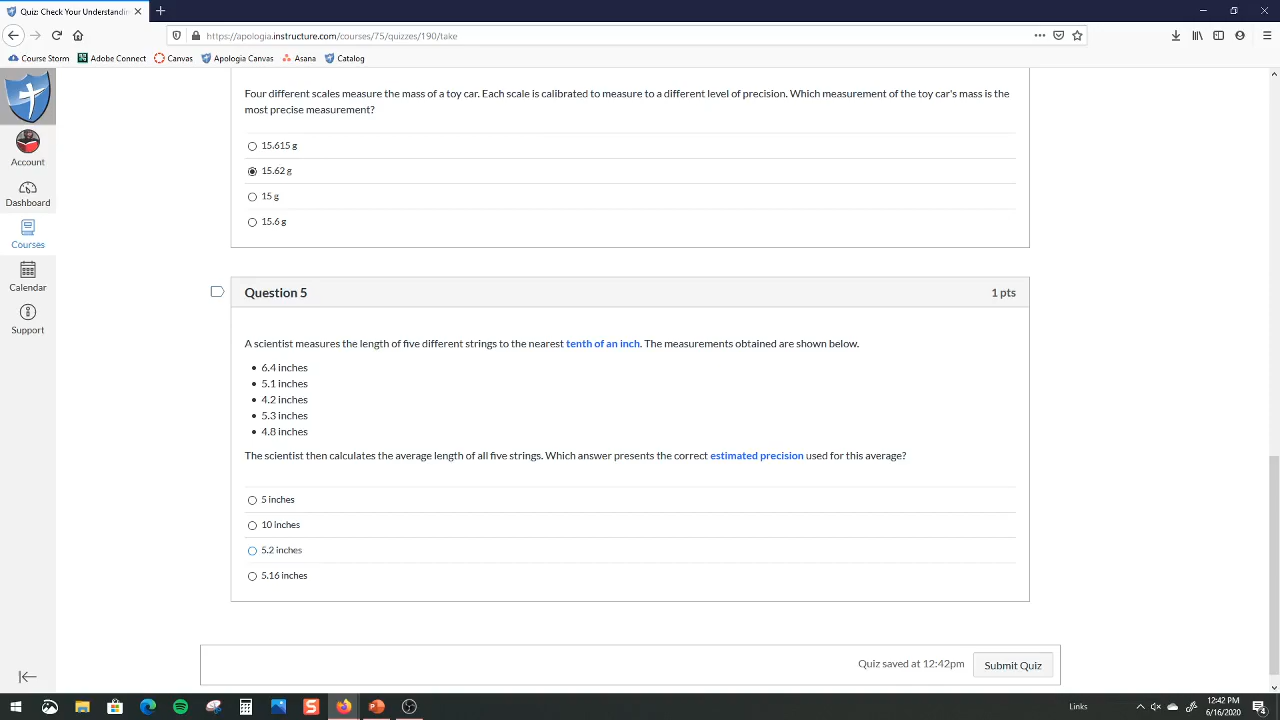 Quiz: Check Your Understandin
https://apologia.instructure.com/courses/75/quizzes/190/take
Course Storm
Adobe Connect
Canvas
Apologia Canvas
Asana
Catalog
Account
Dashboard
Courses
Calendar
Support
Four different scales measure the mass of a toy car. Each scale is calibrated to measure to a different level of precision. Which measurement of the toy car's mass is the
most precise measurement?
15.615 g
15.62 g
15 g
15.6 g
Question 5
1 pts
A scientist measures the length of five different strings to the nearest tenth of an inch. The measurements obtained are shown below.
6.4 inches
5.1 inches
4.2 inches
5.3 inches
4.8 inches
The scientist then calculates the average length of all five strings. Which answer presents the correct estimated precision used for this average?
5 inches
10 inches
5.2 inches
5.16 inches
Quiz saved at 12:42pm
Submit Quiz
Links
12:42 PM
6/16/2020